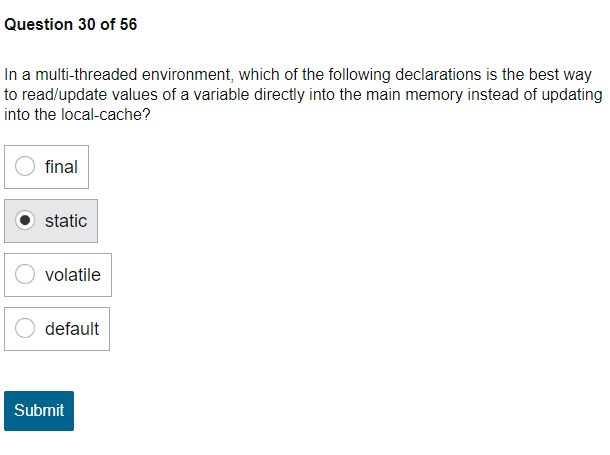 Question 30 of 56
In a multi-threaded environment, which of the following declarations is the best way
to read/update values of a variable directly into the main memory instead of updating
into the local-cache?
final
static
volatile
default
Submit